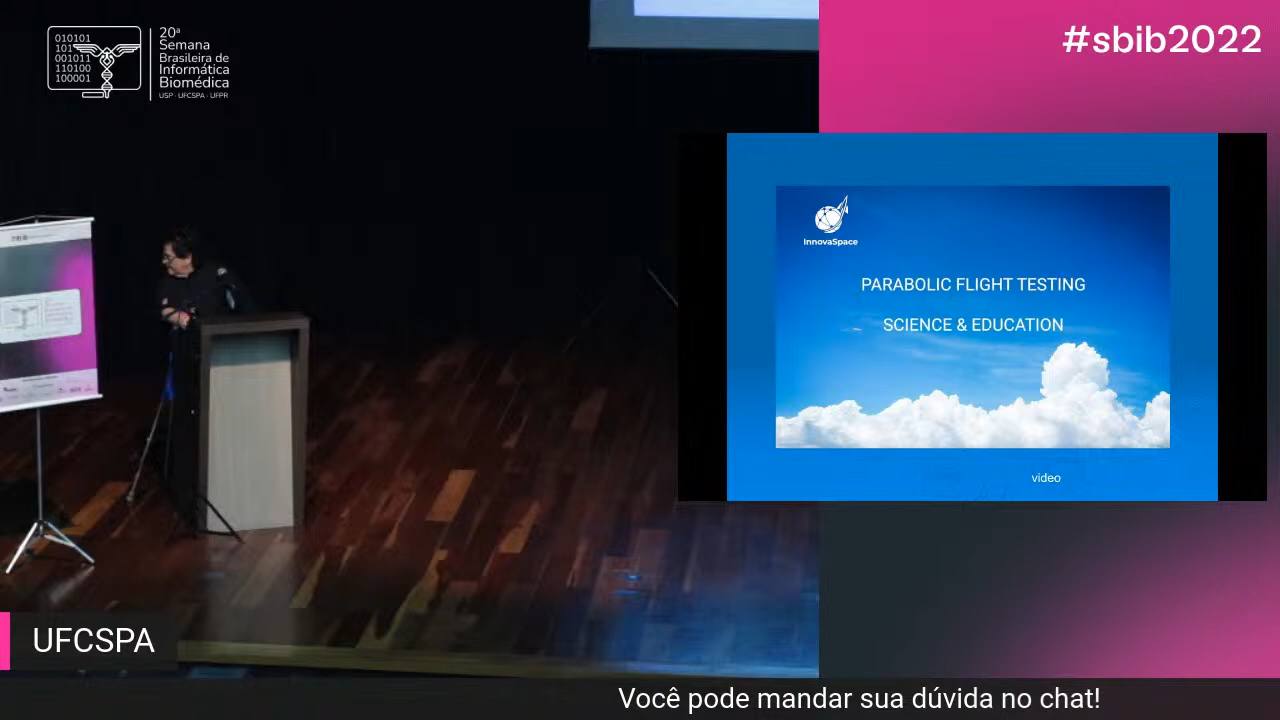 010101
101
001011
110100
100001
20ª
Semana
Brasileira de
Informática
Biomédica
USP · UFCSPA · UFPR
#sbib2022
InnovaSpace
PARABOLIC FLIGHT TESTING
SCIENCE & EDUCATION
video
UFCSPA
Você pode mandar sua dúvida no chat!